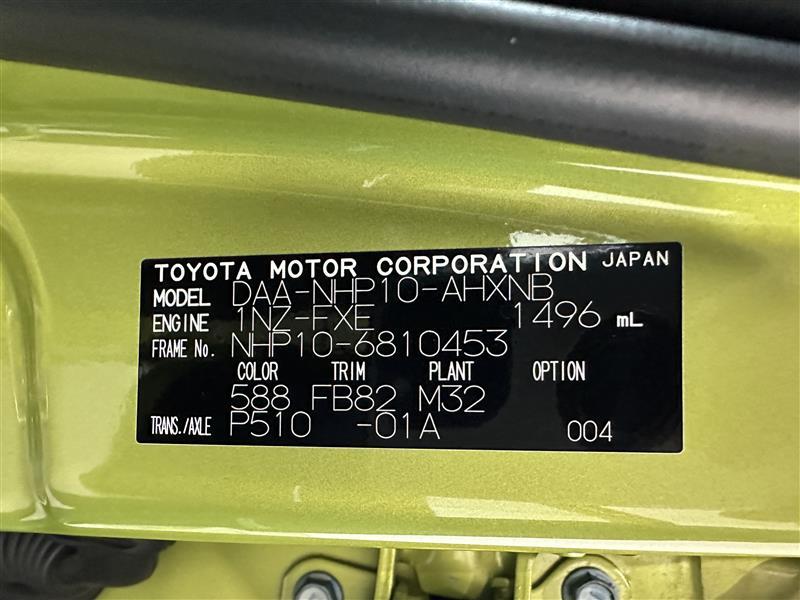 TOYOTA MOTOR CORPORATION JAPAN
MODEL DAA-NHP10-AHXNB
ENGINE 1NZ-FXE 1496 mL
FRAME No. NHP10-6810453
COLOR TRIM PLANT OPTION
588 FB82 M32
TRANS./AXLE P510 -01A 004